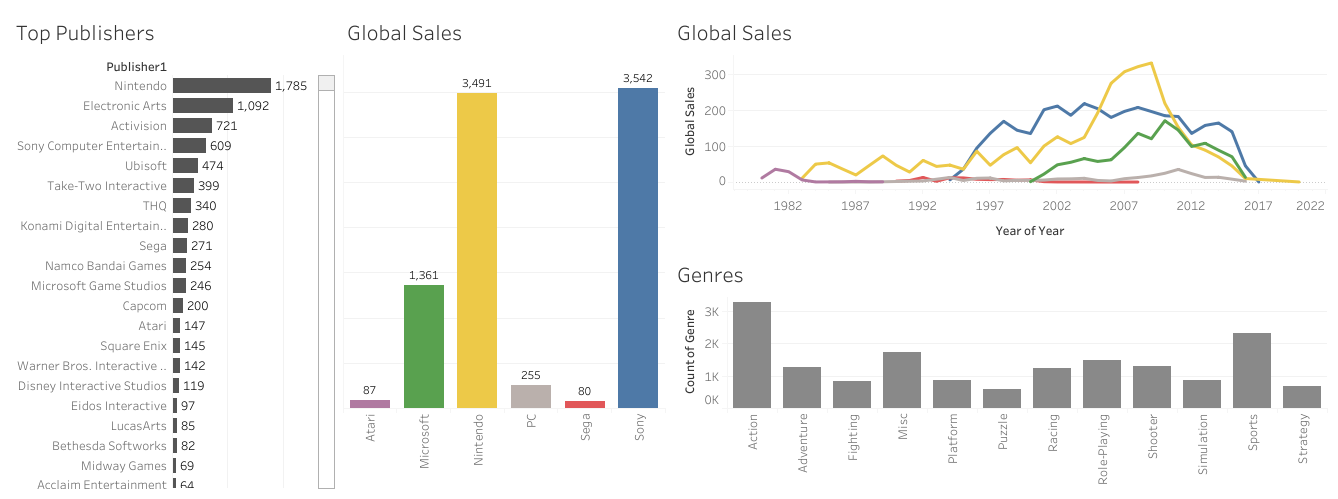 Top Publishers
Publisher1
Nintendo 1,785
Electronic Arts 1,092
Activision 721
Sony Computer Entertain.. 609
Ubisoft 474
Take-Two Interactive 399
THQ 340
Konami Digital Entertain.. 280
Sega 271
Namco Bandai Games 254
Microsoft Game Studios 246
Capcom 200
Atari 147
Square Enix 145
Warner Bros. Interactive .. 142
Disney Interactive Studios 119
Eidos Interactive 97
LucasArts 85
Bethesda Softworks 82
Midway Games 69
Acclaim Entertainment 64
Global Sales
87
1,361
3,491
255
80
3,542
Atari
Microsoft
Nintendo
PC
Sega
Sony
Global Sales
Global Sales
300
200
100
0
1982 1987 1992 1997 2002 2007 2012 2017 2022
Year of Year
Genres
Count of Genre
3K
2K
1K
0K
Action
Adventure
Fighting
Misc
Platform
Puzzle
Racing
Role-Playing
Shooter
Simulation
Sports
Strategy